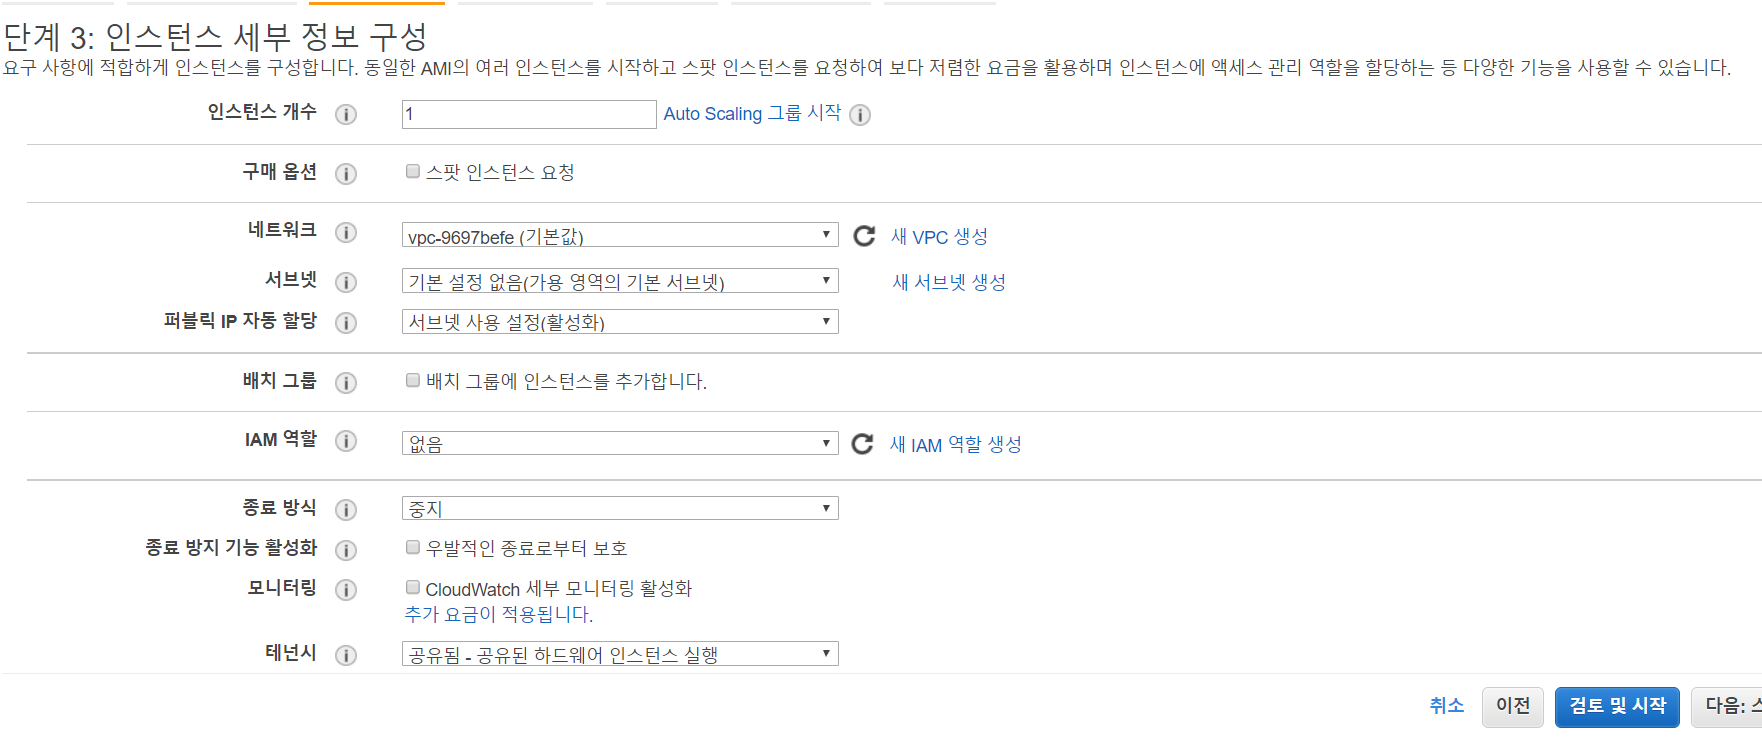 단계 3: 인스턴스 세부 정보 구성
요구 사항에 적합하게 인스턴스를 구성합니다. 동일한 AMI의 여러 인스턴스를 시작하고 스팟 인스턴스를 요청하여 보다 저렴한 요금을 활용하며 인스턴스에 액세스 관리 역할을 할당하는 등 다양한 기능을 사용할 수 있습니다.
인스턴스 개수 i 1 Auto Scaling 그룹 시작 i
구매 옵션 i 스팟 인스턴스 요청
네트워크 i vpc-9697befe (기본값) 새 VPC 생성
서브넷 i 기본 설정 없음(가용 영역의 기본 서브넷) 새 서브넷 생성
퍼블릭 IP 자동 할당 i 서브넷 사용 설정(활성화)
배치 그룹 i 배치 그룹에 인스턴스를 추가합니다.
IAM 역할 i 없음 새 IAM 역할 생성
종료 방식 i 중지
종료 방지 기능 활성화 i 우발적인 종료로부터 보호
모니터링 i CloudWatch 세부 모니터링 활성화
추가 요금이 적용됩니다.
테넌시 i 공유됨 - 공유된 하드웨어 인스턴스 실행
취소 이전 검토 및 시작 다음: